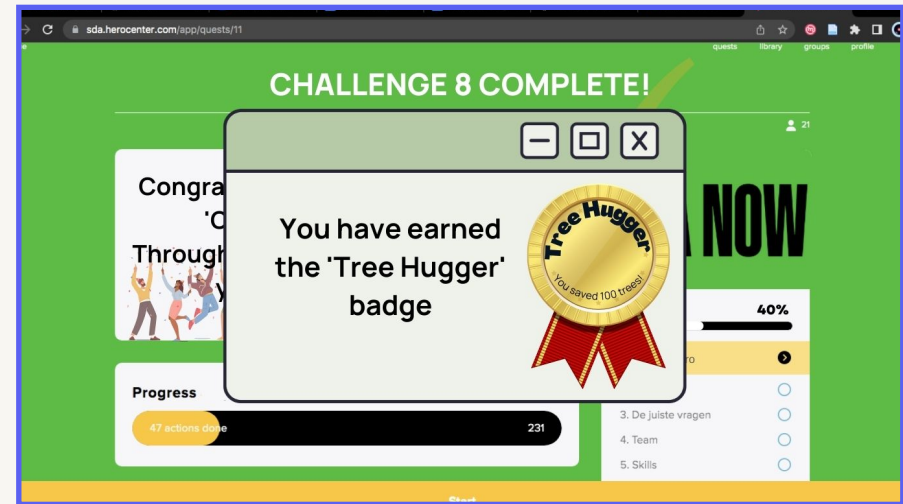 sda.herocenter.com/app/quests/11
quests library groups profile
CHALLENGE 8 COMPLETE!
21
Congra
'C
Through
NOW
You have earned
the 'Tree Hugger'
badge
Tree Hugger
You saved 100 trees!
40%
ro
Progress
47 actions done
231
3. De juiste vragen
4. Team
5. Skills
Start